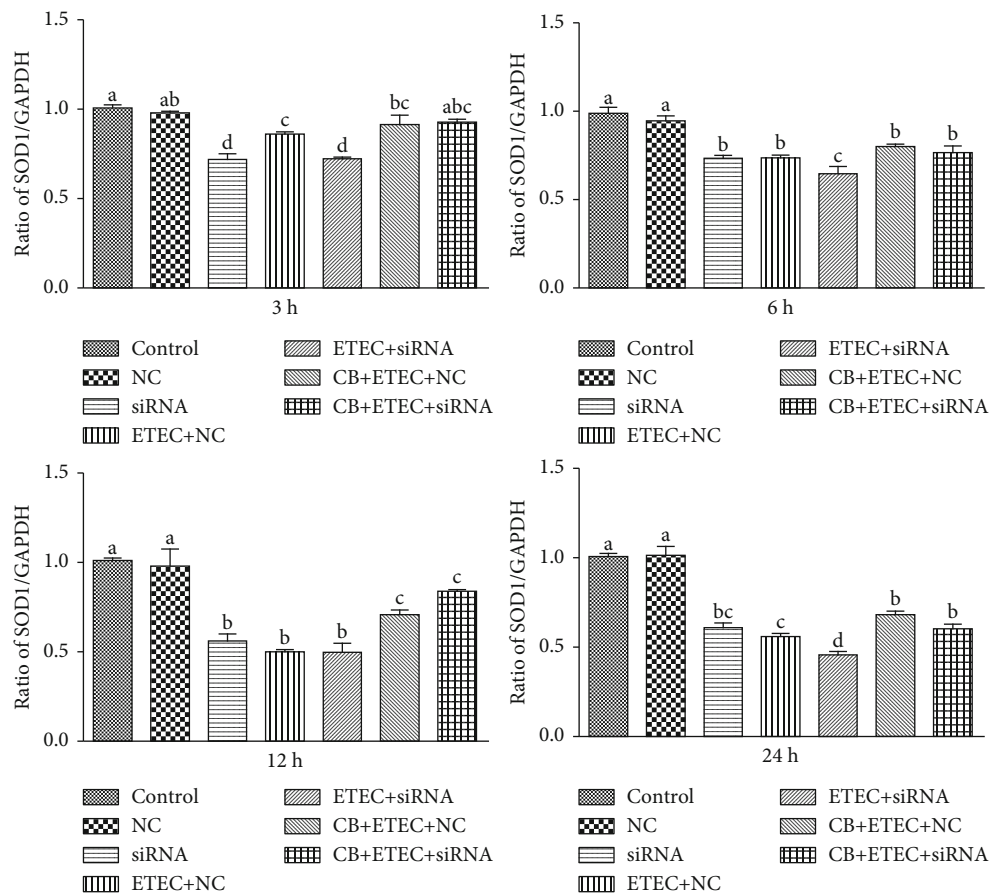 Ratio of SOD1/GAPDH
1.5
1.0
0.5
0.0
a
ab
d
c
d
bc
abc
3 h
Control
NC
siRNA
ETEC+NC
ETEC+siRNA
CB+ETEC+NC
CB+ETEC+siRNA
Ratio of SOD1/GAPDH
1.5
1.0
0.5
0.0
a
a
b
b
c
b
b
6 h
Control
NC
siRNA
ETEC+NC
ETEC+siRNA
CB+ETEC+NC
CB+ETEC+siRNA
Ratio of SOD1/GAPDH
1.5
1.0
0.5
0.0
a
a
b
b
b
c
c
12 h
Control
NC
siRNA
ETEC+NC
ETEC+siRNA
CB+ETEC+NC
CB+ETEC+siRNA
Ratio of SOD1/GAPDH
1.5
1.0
0.5
0.0
a
a
bc
c
d
b
b
24 h
Control
NC
siRNA
ETEC+NC
ETEC+siRNA
CB+ETEC+NC
CB+ETEC+siRNA